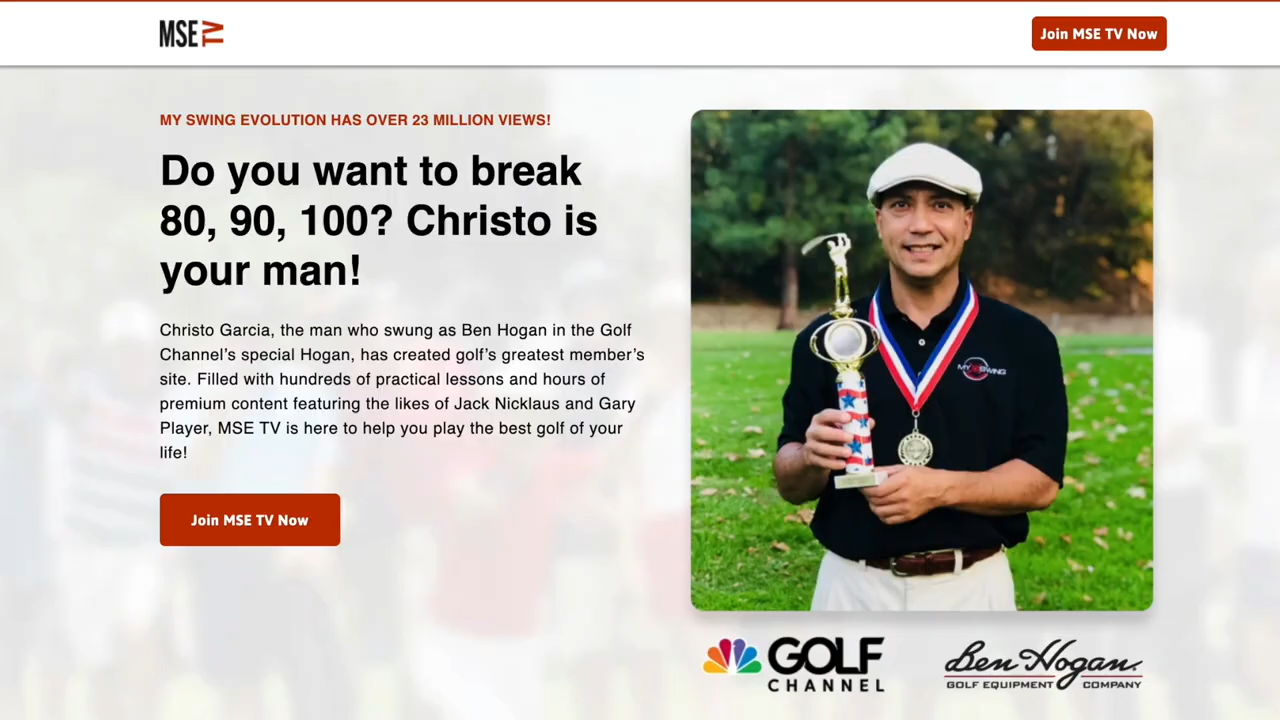 MSE TV
Join MSE TV Now
MY SWING EVOLUTION HAS OVER 23 MILLION VIEWS!
Do you want to break
80, 90, 100? Christo is
your man!
Christo Garcia, the man who swung as Ben Hogan in the Golf
Channel’s special Hogan, has created golf’s greatest member’s
site. Filled with hundreds of practical lessons and hours of
premium content featuring the likes of Jack Nicklaus and Gary
Player, MSE TV is here to help you play the best golf of your
life!
Join MSE TV Now
MY SWING
GOLF
CHANNEL
Ben Hogan.
GOLF EQUIPMENT COMPANY